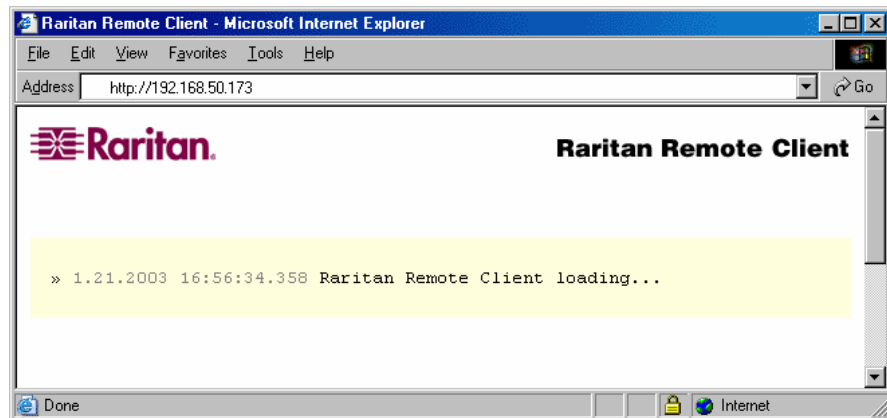 Raritan Remote Client - Microsoft Internet Explorer
File Edit View Favorites Tools Help
Address http://192.168.50.173 Go
Raritan.
Raritan Remote Client
» 1.21.2003 16:56:34.358 Raritan Remote Client loading...
Done Internet